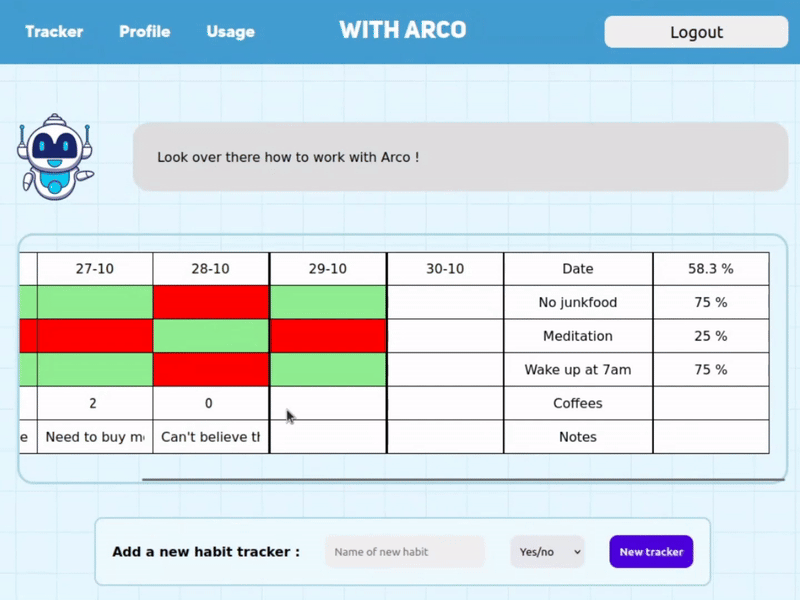 Tracker Profile Usage WITH ARCO Logout
Look over there how to work with Arco !
27-10 28-10 29-10 30-10 Date 58.3 %
No junkfood 75 %
Meditation 25 %
Wake up at 7am 75 %
2 0 Coffees
e Need to buy m Can't believe th Notes
Add a new habit tracker : Name of new habit Yes/no New tracker